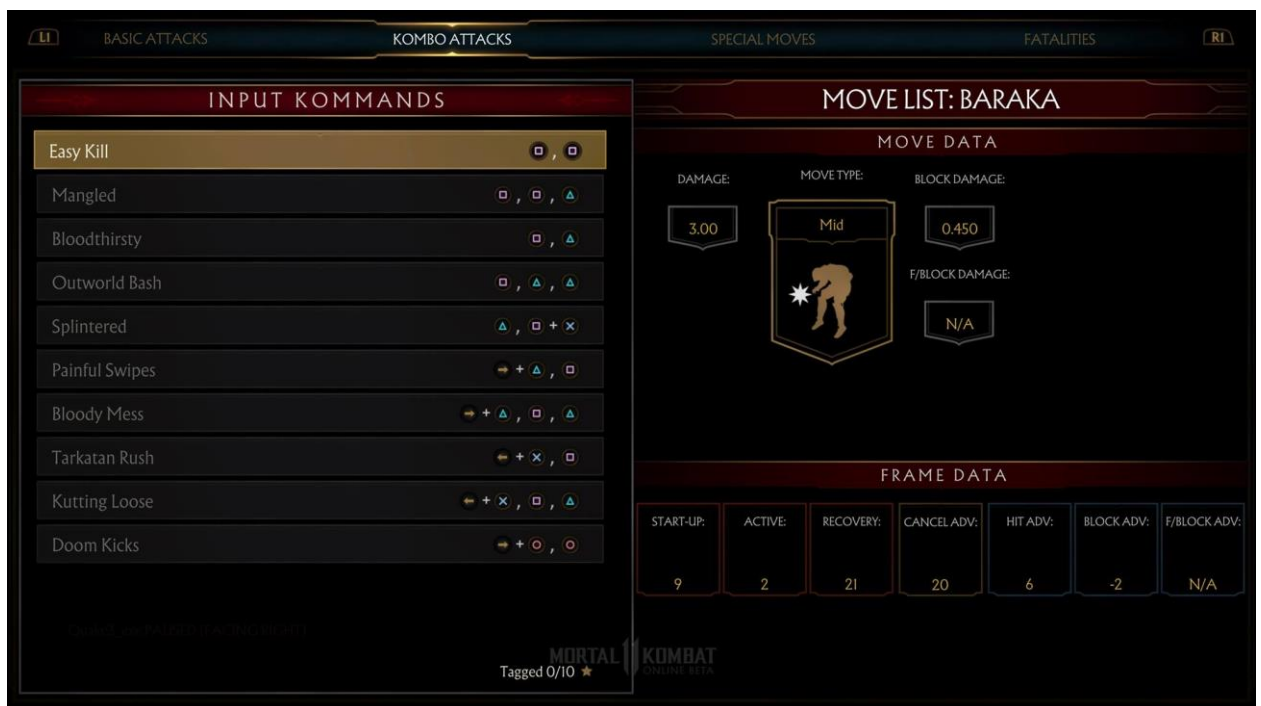 L1 BASIC ATTACKS KOMBO ATTACKS SPECIAL MOVES FATALITIES R1
INPUT KOMMANDS
Easy Kill ,
Mangled , ,
Bloodthirsty ,
Outworld Bash , ,
Splintered , +
Painful Swipes + ,
Bloody Mess + , ,
Tarkatan Rush + ,
Kutting Loose + , ,
Doom Kicks + ,
Tagged 0/10
MOVE LIST: BARAKA
MOVE DATA
DAMAGE: MOVE TYPE: BLOCK DAMAGE:
3.00 Mid 0.450
F/BLOCK DAMAGE:
N/A
FRAME DATA
START-UP: ACTIVE: RECOVERY: CANCEL ADV: HIT ADV: BLOCK ADV: F/BLOCK ADV:
9 2 21 20 6 -2 N/A
MORTAL 11 KOMBAT
ONLINE BETA